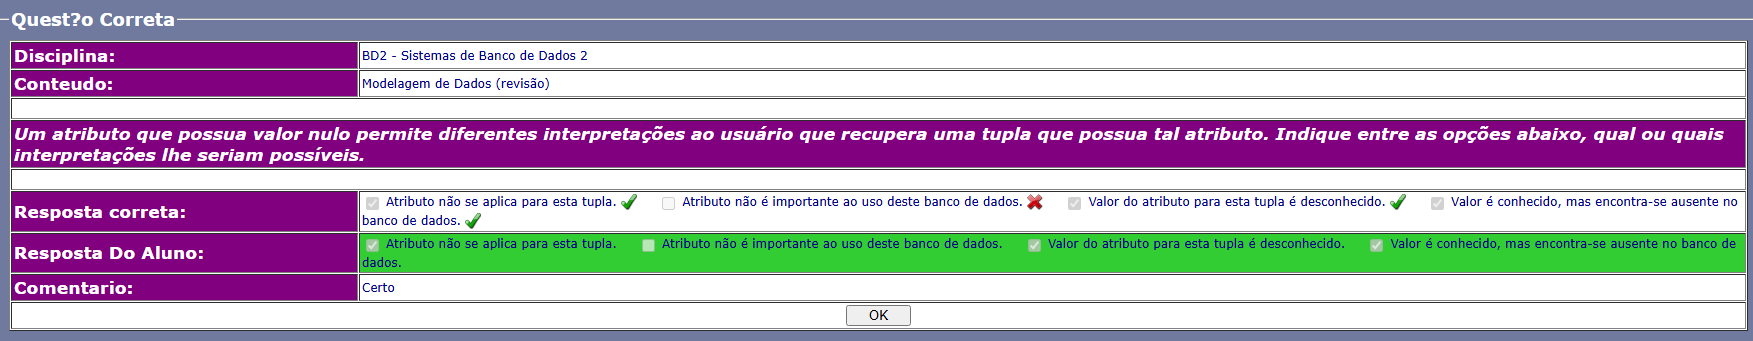 Quest?o Correta
Disciplina: BD2 - Sistemas de Banco de Dados 2
Conteudo: Modelagem de Dados (revisão)
Um atributo que possua valor nulo permite diferentes interpretações ao usuário que recupera uma tupla que possua tal atributo. Indique entre as opções abaixo, qual ou quais
interpretações lhe seriam possíveis.
Resposta correta: Atributo não se aplica para esta tupla. Atributo não é importante ao uso deste banco de dados. Valor do atributo para esta tupla é desconhecido. Valor é conhecido, mas encontra-se ausente no
banco de dados.
Resposta Do Aluno: Atributo não se aplica para esta tupla. Atributo não é importante ao uso deste banco de dados. Valor do atributo para esta tupla é desconhecido. Valor é conhecido, mas encontra-se ausente no banco de
dados.
Comentario: Certo
OK